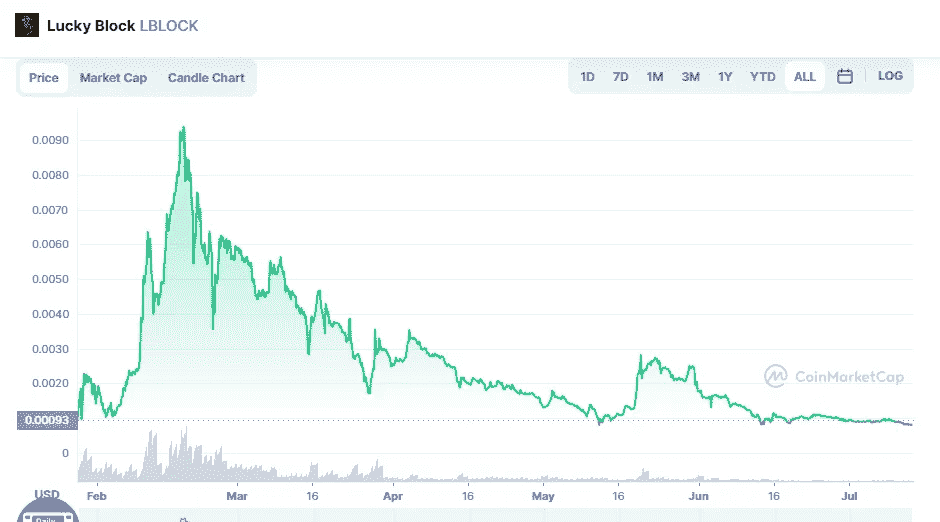 Lucky Block LBLOCK
Price Market Cap Candle Chart 1D 7D 1M 3M 1Y YTD ALL LOG
0.0090
0.0080
0.0070
0.0060
0.0050
0.0040
0.0030
0.0020
CoinMarketCap
0.00093
0
USD Feb Mar 16 Apr 16 May 16 Jun 16 Jul
Daily